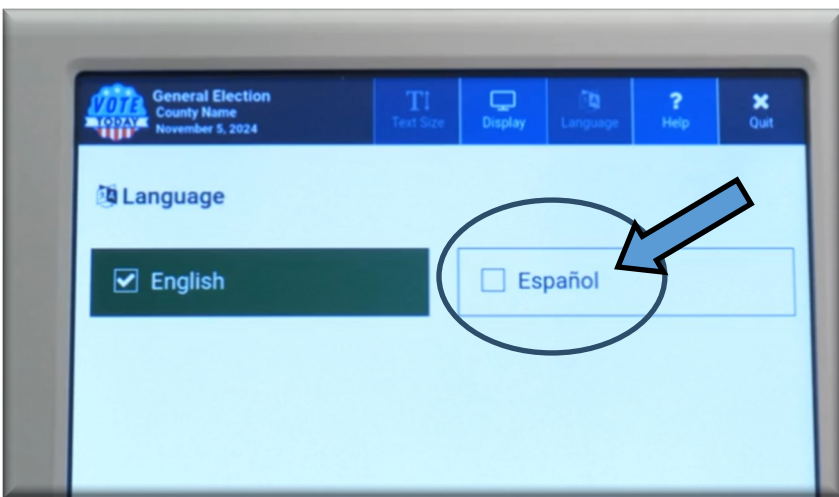 VOTE
TODAY
General Election
County Name
November 5, 2024
Text Size
Display
Language
?
Help
Quit
Language
English
Español